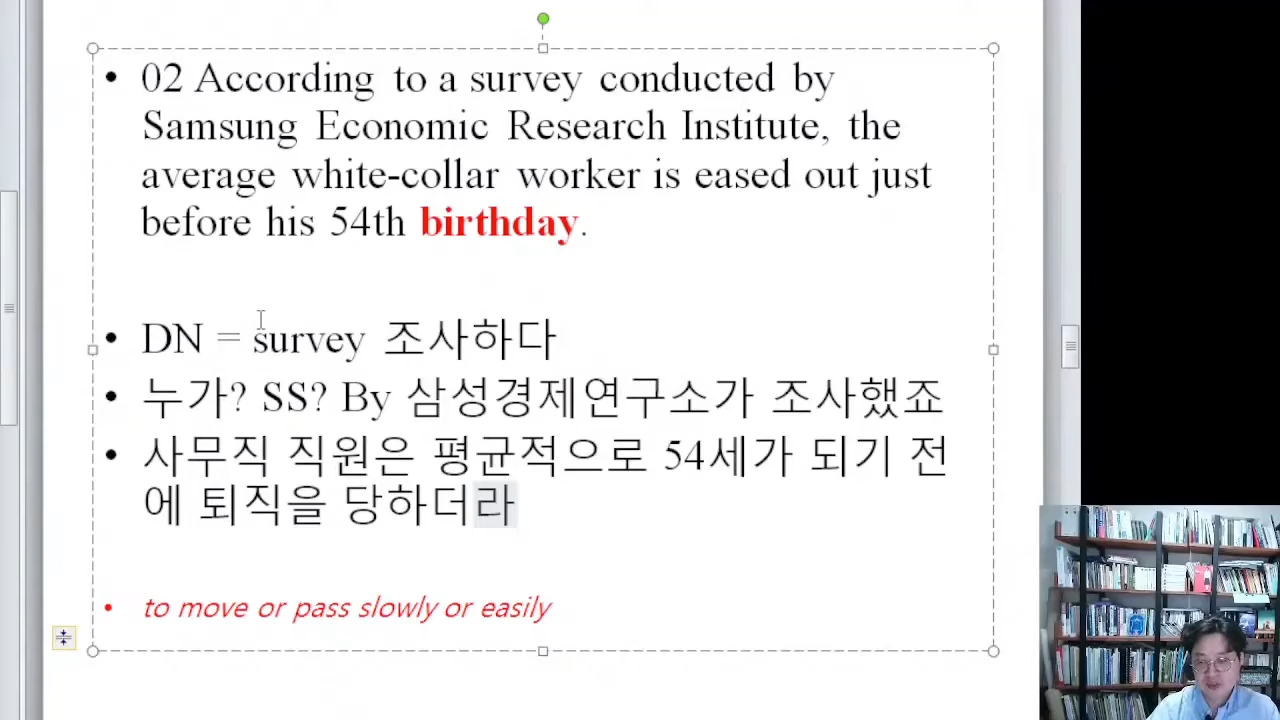 • 02 According to a survey conducted by
Samsung Economic Research Institute, the
average white-collar worker is eased out just
before his 54th birthday.
• DN = survey 조사하다
• 누가? SS? By 삼성경제연구소가 조사했죠
• 사무직 직원은 평균적으로 54세가 되기 전
에 퇴직을 당하더라
• to move or pass slowly or easily